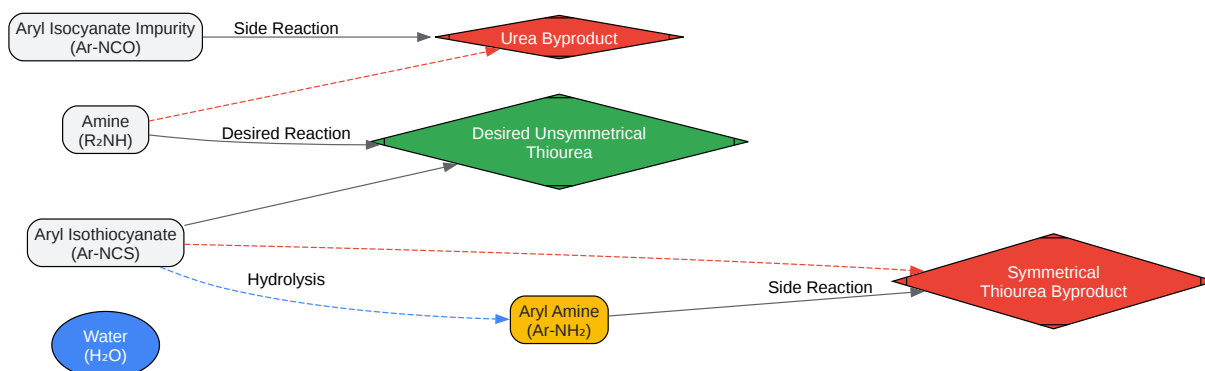 Aryl Isocyanate Impurity
(Ar-NCO)
Side Reaction
Urea Byproduct
Amine
(R₂NH)
Desired Reaction
Desired Unsymmetrical
Thiourea
Aryl Isothiocyanate
(Ar-NCS)
Hydrolysis
Symmetrical
Thiourea Byproduct
Side Reaction
Aryl Amine
(Ar-NH₂)
Water
(H₂O)